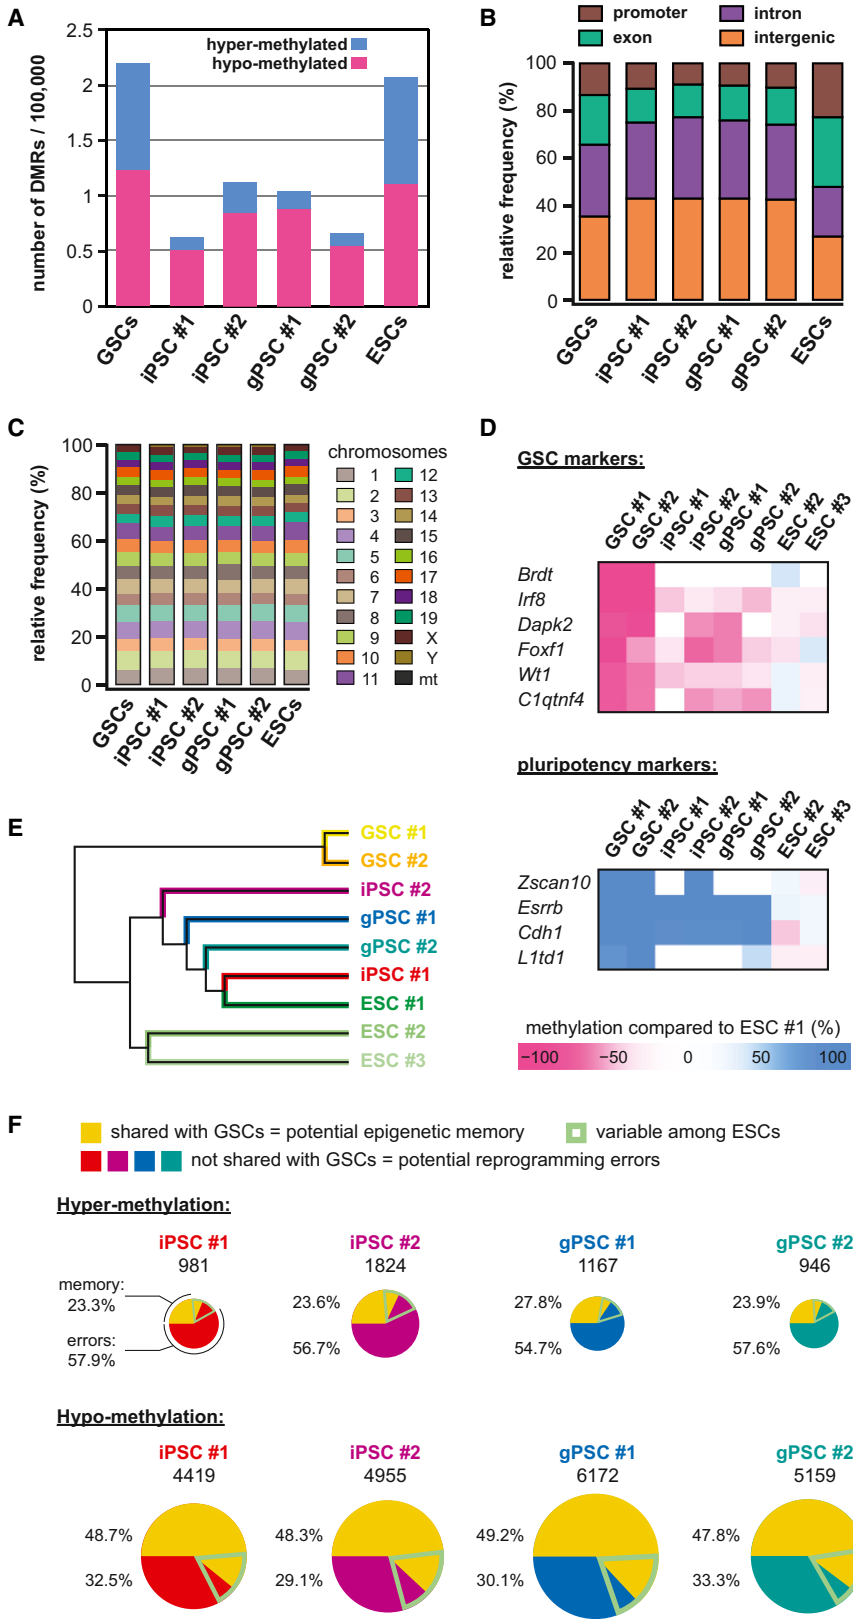 A
number of DMRs / 100,000
2.5
2
1.5
1
0.5
0
hyper-methylated
hypo-methylated
GSCs
iPSC #1
iPSC #2
gPSC #1
gPSC #2
ESCs
B
promoter
exon
intron
intergenic
relative frequency (%)
100
80
60
40
20
0
GSCs
iPSC #1
iPSC #2
gPSC #1
gPSC #2
ESCs
C
relative frequency (%)
100
80
60
40
20
0
GSCs
iPSC #1
iPSC #2
gPSC #1
gPSC #2
ESCs
chromosomes
1
2
3
4
5
6
7
8
9
10
11
12
13
14
15
16
17
18
19
X
Y
mt
D
GSC markers:
GSC #1
GSC #2
iPSC #1
iPSC #2
gPSC #1
gPSC #2
ESC #2
ESC #3
Brdt
Irf8
Dapk2
Foxf1
Wt1
C1qtnf4
pluripotency markers:
GSC #1
GSC #2
iPSC #1
iPSC #2
gPSC #1
gPSC #2
ESC #2
ESC #3
Zscan10
Esrrb
Cdh1
L1td1
methylation compared to ESC #1 (%)
−100 −50 0 50 100
E
GSC #1
GSC #2
iPSC #2
gPSC #1
gPSC #2
iPSC #1
ESC #1
ESC #2
ESC #3
F
shared with GSCs = potential epigenetic memory
variable among ESCs
not shared with GSCs = potential reprogramming errors
Hyper-methylation:
iPSC #1
981
memory:
23.3%
errors:
57.9%
iPSC #2
1824
23.6%
56.7%
gPSC #1
1167
27.8%
54.7%
gPSC #2
946
23.9%
57.6%
Hypo-methylation:
iPSC #1
4419
48.7%
32.5%
iPSC #2
4955
48.3%
29.1%
gPSC #1
6172
49.2%
30.1%
gPSC #2
5159
47.8%
33.3%